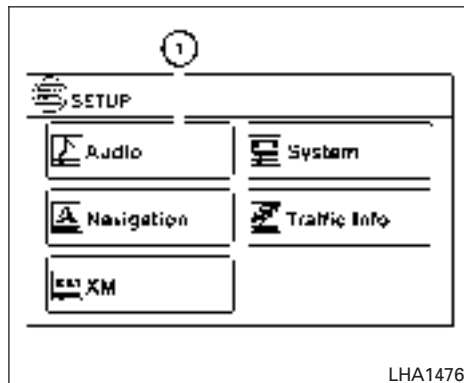 1
SETUP
Audio System
Navigation Traffic Info
XM
LHA1476